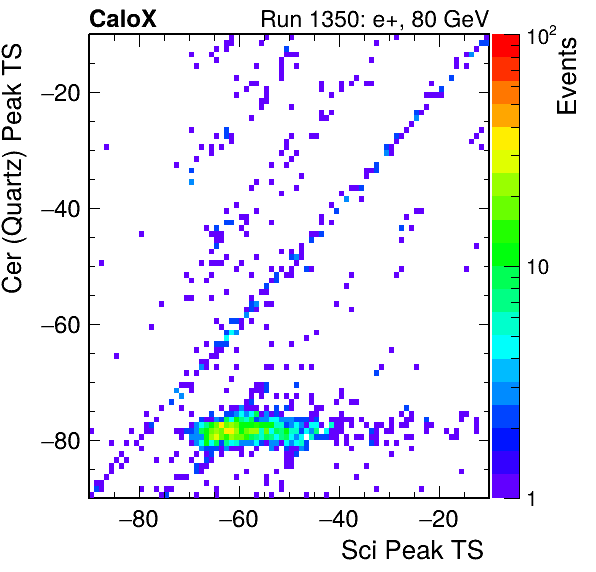 CaloX Run 1350: e+, 80 GeV
Cer (Quartz) Peak TS
−20
−40
−60
−80
−80 −60 −40 −20
Sci Peak TS
10²
10
1
Events